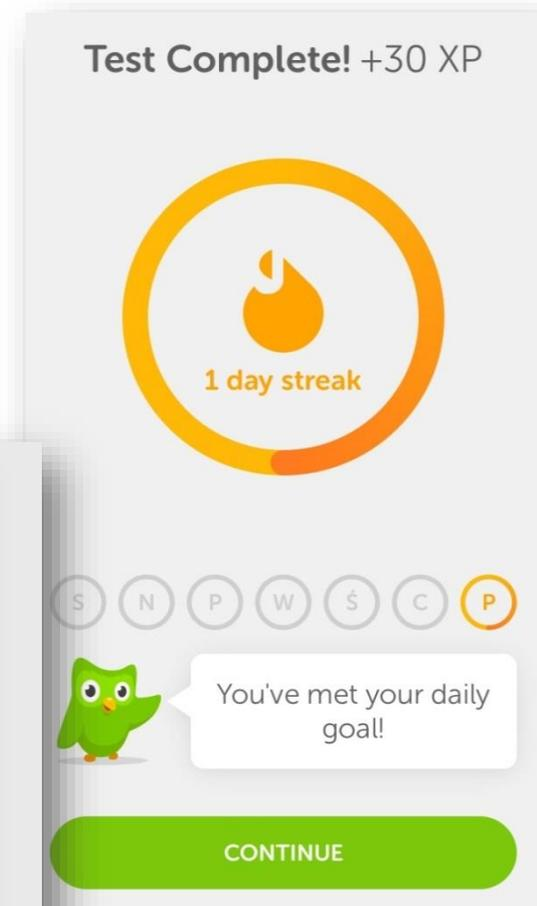 Test Complete! +30 XP
1 day streak
S N P W Ś C P
You've met your daily
goal!
CONTINUE